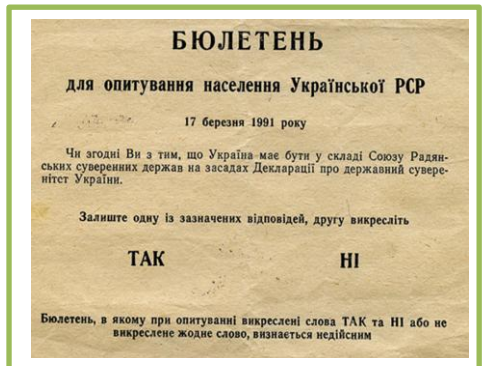 БЮЛЕТЕНЬ
для опитування населення Української РСР
17 березня 1991 року
Чи згодні Ви з тим, що Україна має бути у складі Союзу Радян-
ських суверенних держав на засадах Декларації про державний сувере-
нітет України.
Залиште одну із зазначених відповідей, другу викресліть
ТАК НІ
Бюлетень, в якому при опитуванні викреслені слова ТАК та НІ або не
викреслене жодне слово, визнається недійсним